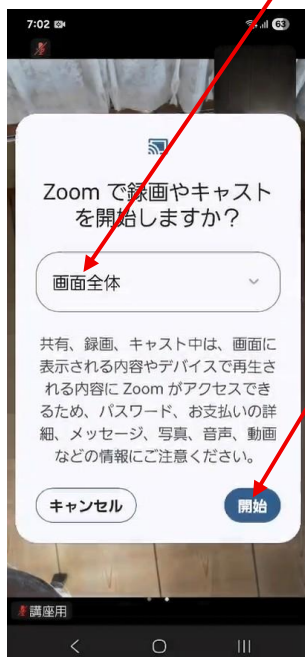 7:02
63
Zoom で録画やキャスト
を開始しますか？
画面全体
共有、録画、キャスト中は、画面に
表示される内容やデバイスで再生さ
れる内容に Zoom がアクセスでき
るため、パスワード、お支払いの詳
細、メッセージ、写真、音声、動画
などの情報にご注意ください。
キャンセル
開始
講座用